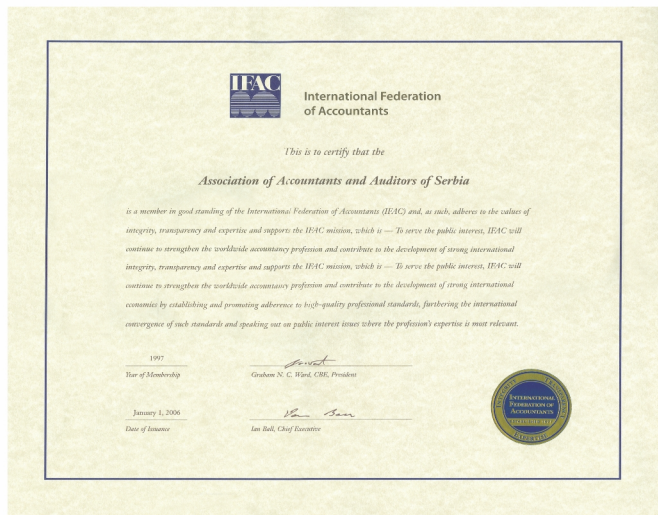 IFAC
International Federation
of Accountants
This is to certify that the
Association of Accountants and Auditors of Serbia
is a member in good standing of the International Federation of Accountants (IFAC) and, as such, adheres to the values of
integrity, transparency and expertise and supports the IFAC mission, which is — To serve the public interest, IFAC will
continue to strengthen the worldwide accountancy profession and contribute to the development of strong international
integrity, transparency and expertise and supports the IFAC mission, which is — To serve the public interest, IFAC will
continue to strengthen the worldwide accountancy profession and contribute to the development of strong international
economies by establishing and promoting adherence to high-quality professional standards, furthering the international
convergence of such standards and speaking out on public interest issues where the profession's expertise is most relevant.
1997
Year of Membership
Graham N. C. Ward, CBE, President
January 1, 2006
Date of Issuance
Ian Ball, Chief Executive
INTEGRITY TRANSPARENCY
INTERNATIONAL
FEDERATION OF
ACCOUNTANTS
EXPERTISE